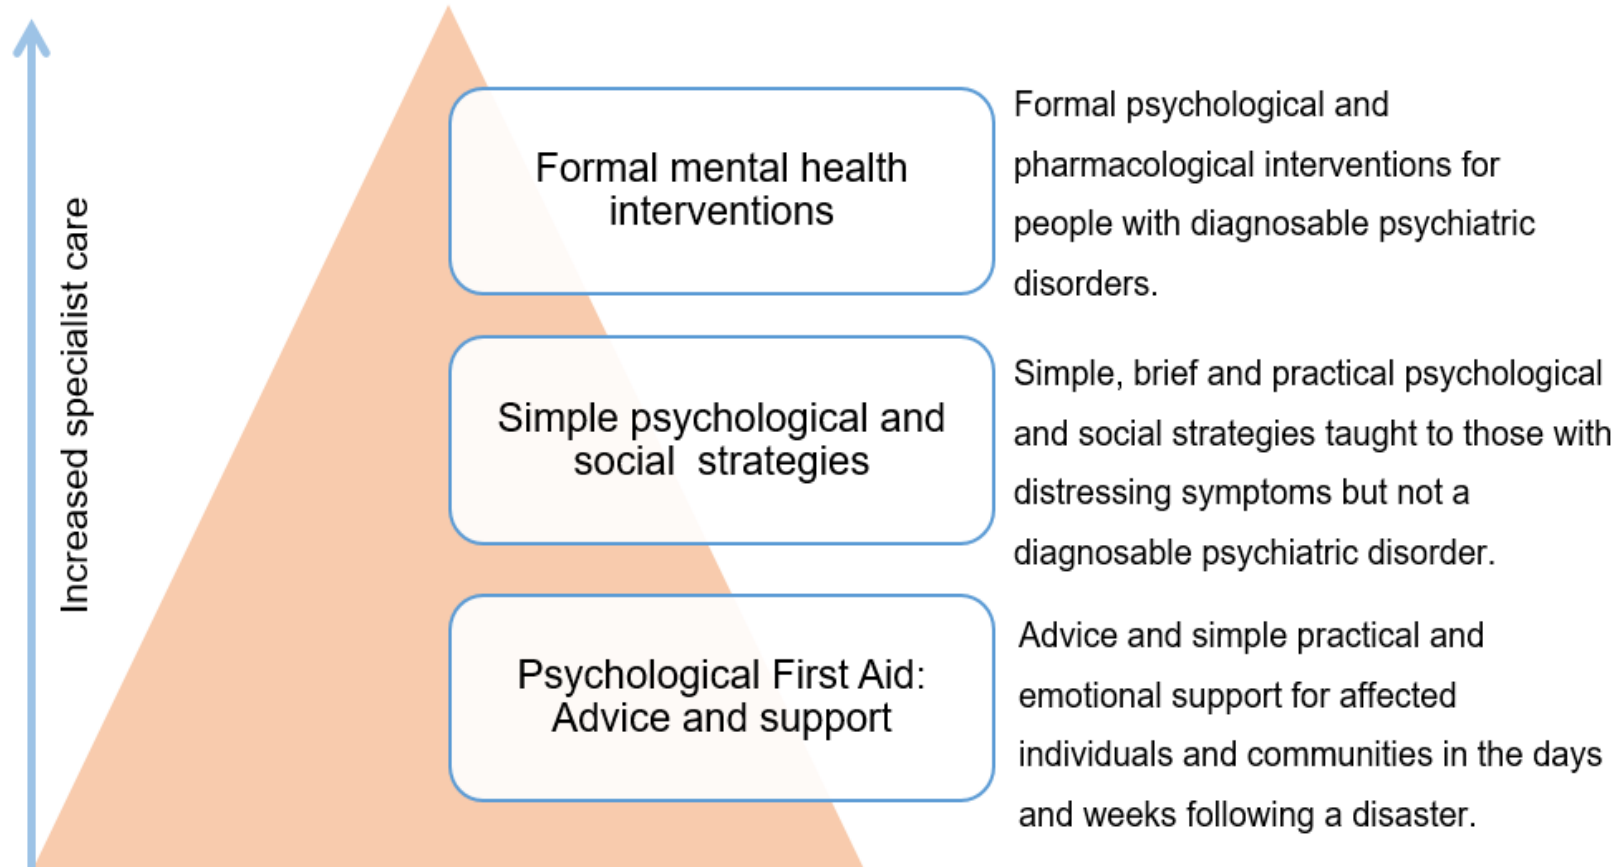 Increased specialist care
Formal mental health
interventions
Formal psychological and
pharmacological interventions for
people with diagnosable psychiatric
disorders.
Simple psychological and
social  strategies
Simple, brief and practical psychological
and social strategies taught to those with
distressing symptoms but not a
diagnosable psychiatric disorder.
Psychological First Aid:
Advice and support
Advice and simple practical and
emotional support for affected
individuals and communities in the days
and weeks following a disaster.